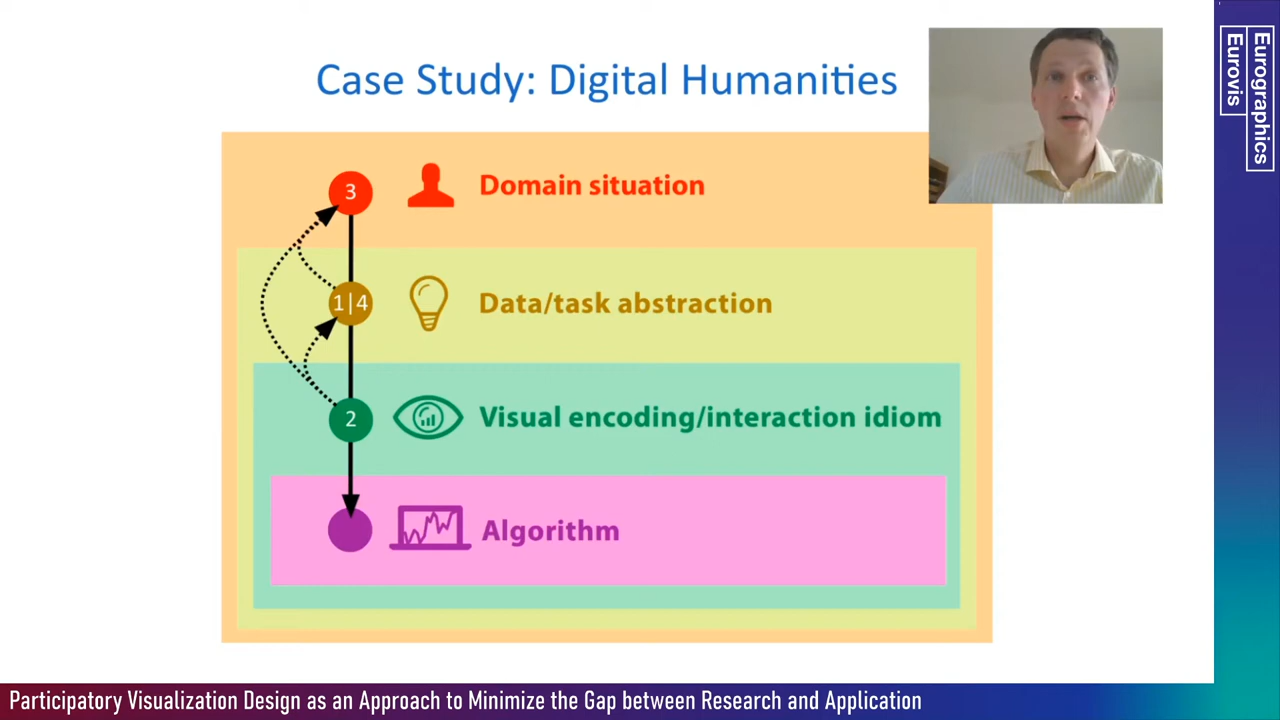 Case Study: Digital Humanities
3
Domain situation
1|4
Data/task abstraction
2
Visual encoding/interaction idiom
Algorithm
Eurographics
Eurovis
Participatory Visualization Design as an Approach to Minimize the Gap between Research and Application